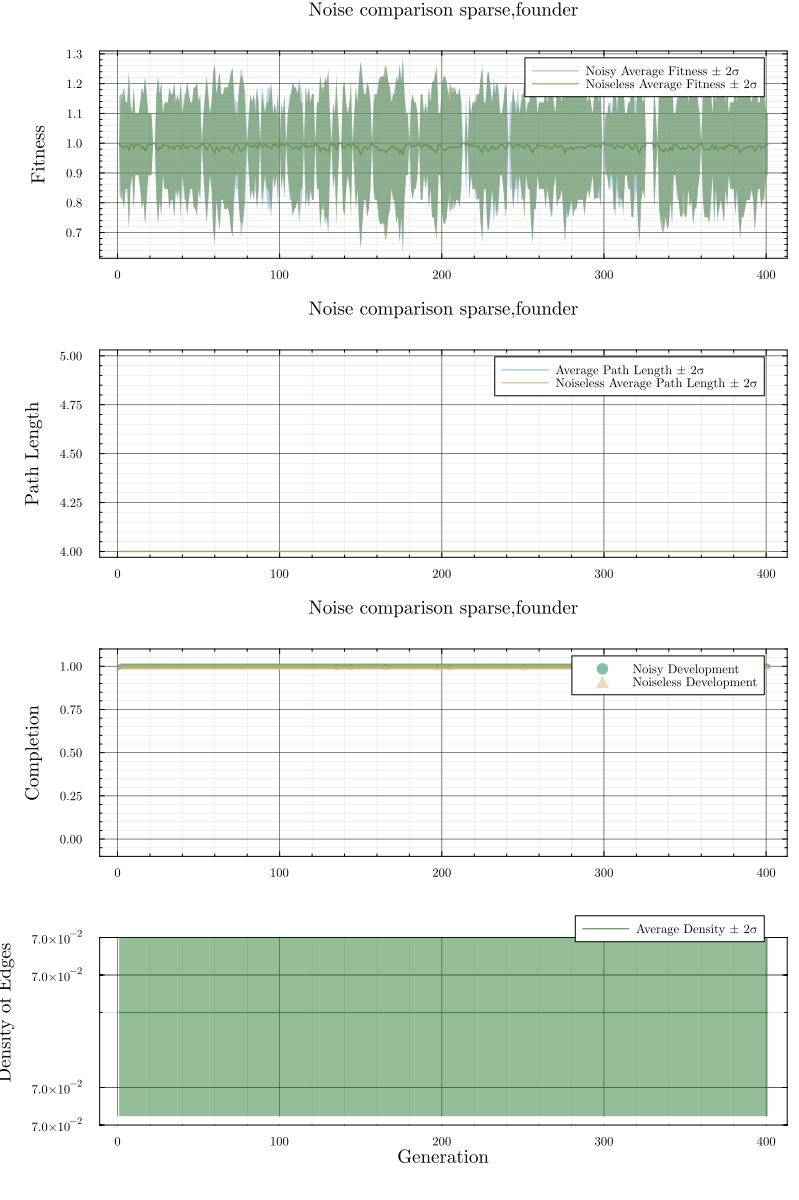 Noise comparison sparse,founder
1.3
1.2
1.1
1.0
0.9
0.8
0.7
Fitness
Noisy Average Fitness ± 2σ
Noiseless Average Fitness ± 2σ
0 100 200 300 400
Noise comparison sparse,founder
5.00
4.75
4.50
4.25
4.00
Path Length
Average Path Length ± 2σ
Noiseless Average Path Length ± 2σ
0 100 200 300 400
Noise comparison sparse,founder
1.00
0.75
0.50
0.25
0.00
Completion
Noisy Development
Noiseless Development
0 100 200 300 400
Average Density ± 2σ
7.0×10⁻²
7.0×10⁻²
7.0×10⁻²
7.0×10⁻²
Density of Edges
0 100 200 300 400
Generation